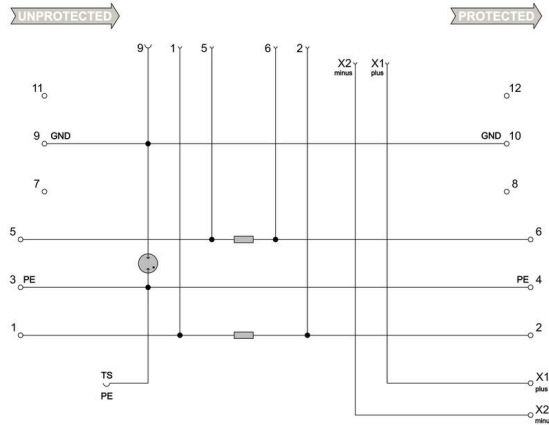 UNPROTECTED
PROTECTED
9 1 5 6 2
X2 X1
minus plus
11 12
9 GND GND 10
7 8
5 6
3 PE PE 4
1 2
TS
PE
X1
plus
X2
minu